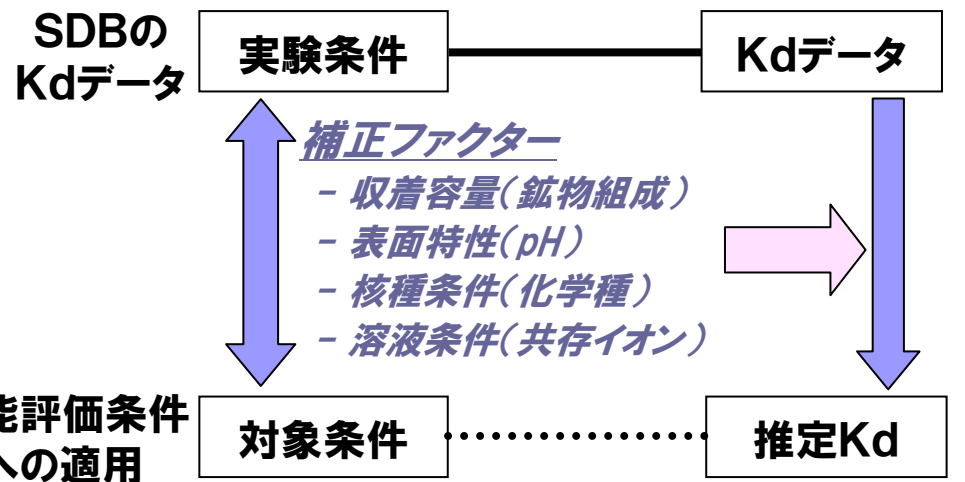 SDBの
Kdデータ
実験条件
Kdデータ
補正ファクター
- 収着容量(鉱物組成)
- 表面特性(pH)
- 核種条件(化学種)
- 溶液条件(共存イオン)
能評価条件
への適用
対象条件
推定Kd